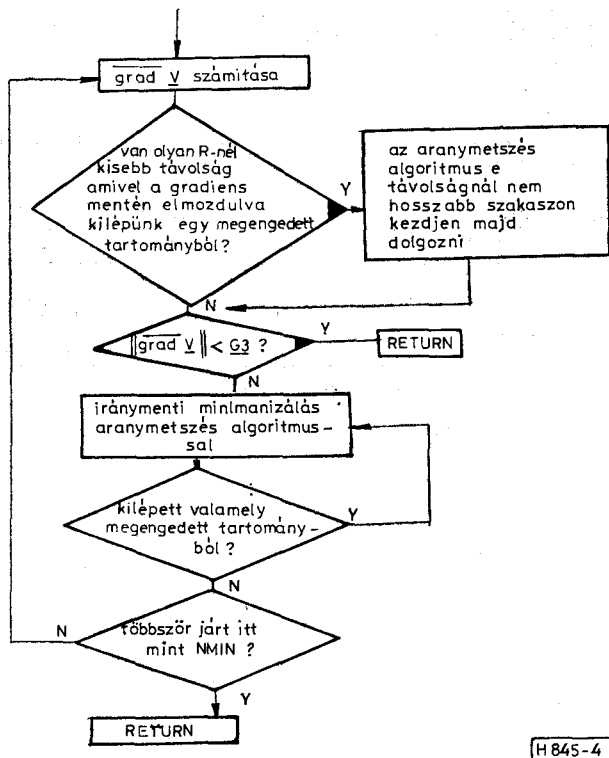 grad V számitása
van olyan R-nél
kisebb távolság
amivel a gradiens
mentén elmozdulva
kilépünk egy megengedett
tartományból?
Y
az aranymetszés
algoritmus e
távolságnál nem
hosszabb szakaszon
kezdjen majd
dolgozni
N
‖grad V‖ < G3 ?
Y
RETURN
N
iránymenti minimanizálás
aranymetszés algoritmus-
sal
kilépett valamely
megengedett tartomány-
ból ?
Y
N
többször járt itt
mint NMIN ?
N
Y
RETURN
H 845-4